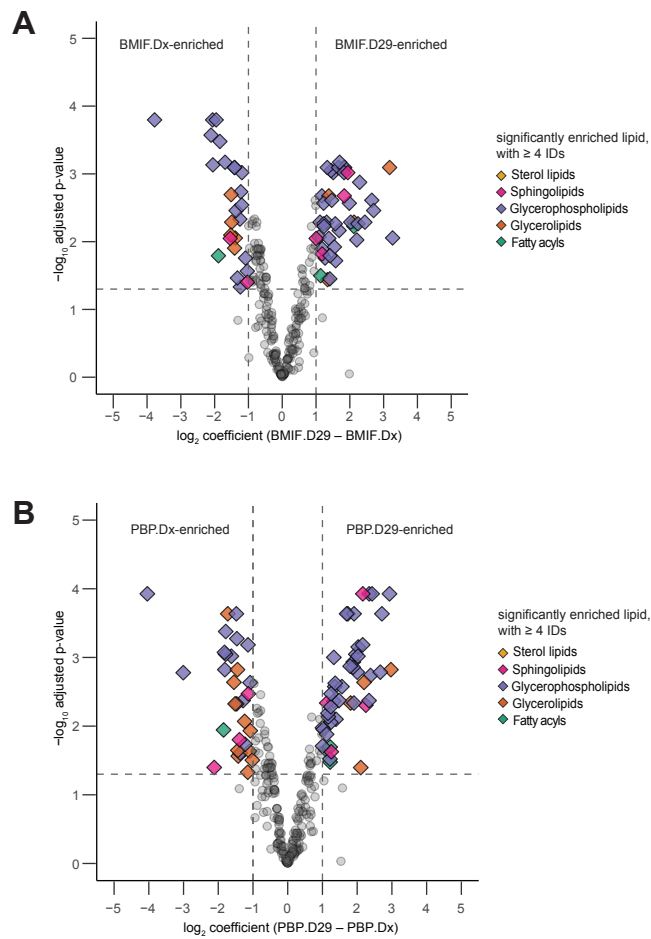 A
BMIF.Dx-enriched
BMIF.D29-enriched
5
4
3
2
1
0
−log10 adjusted p-value
−5 −4 −3 −2 −1 0 1 2 3 4 5
log2 coefficient (BMIF.D29 – BMIF.Dx)
significantly enriched lipid,
with ≥ 4 IDs
Sterol lipids
Sphingolipids
Glycerophospholipids
Glycerolipids
Fatty acyls
B
PBP.Dx-enriched
PBP.D29-enriched
5
4
3
2
1
0
−log10 adjusted p-value
−5 −4 −3 −2 −1 0 1 2 3 4 5
log2 coefficient (PBP.D29 – PBP.Dx)
significantly enriched lipid,
with ≥ 4 IDs
Sterol lipids
Sphingolipids
Glycerophospholipids
Glycerolipids
Fatty acyls